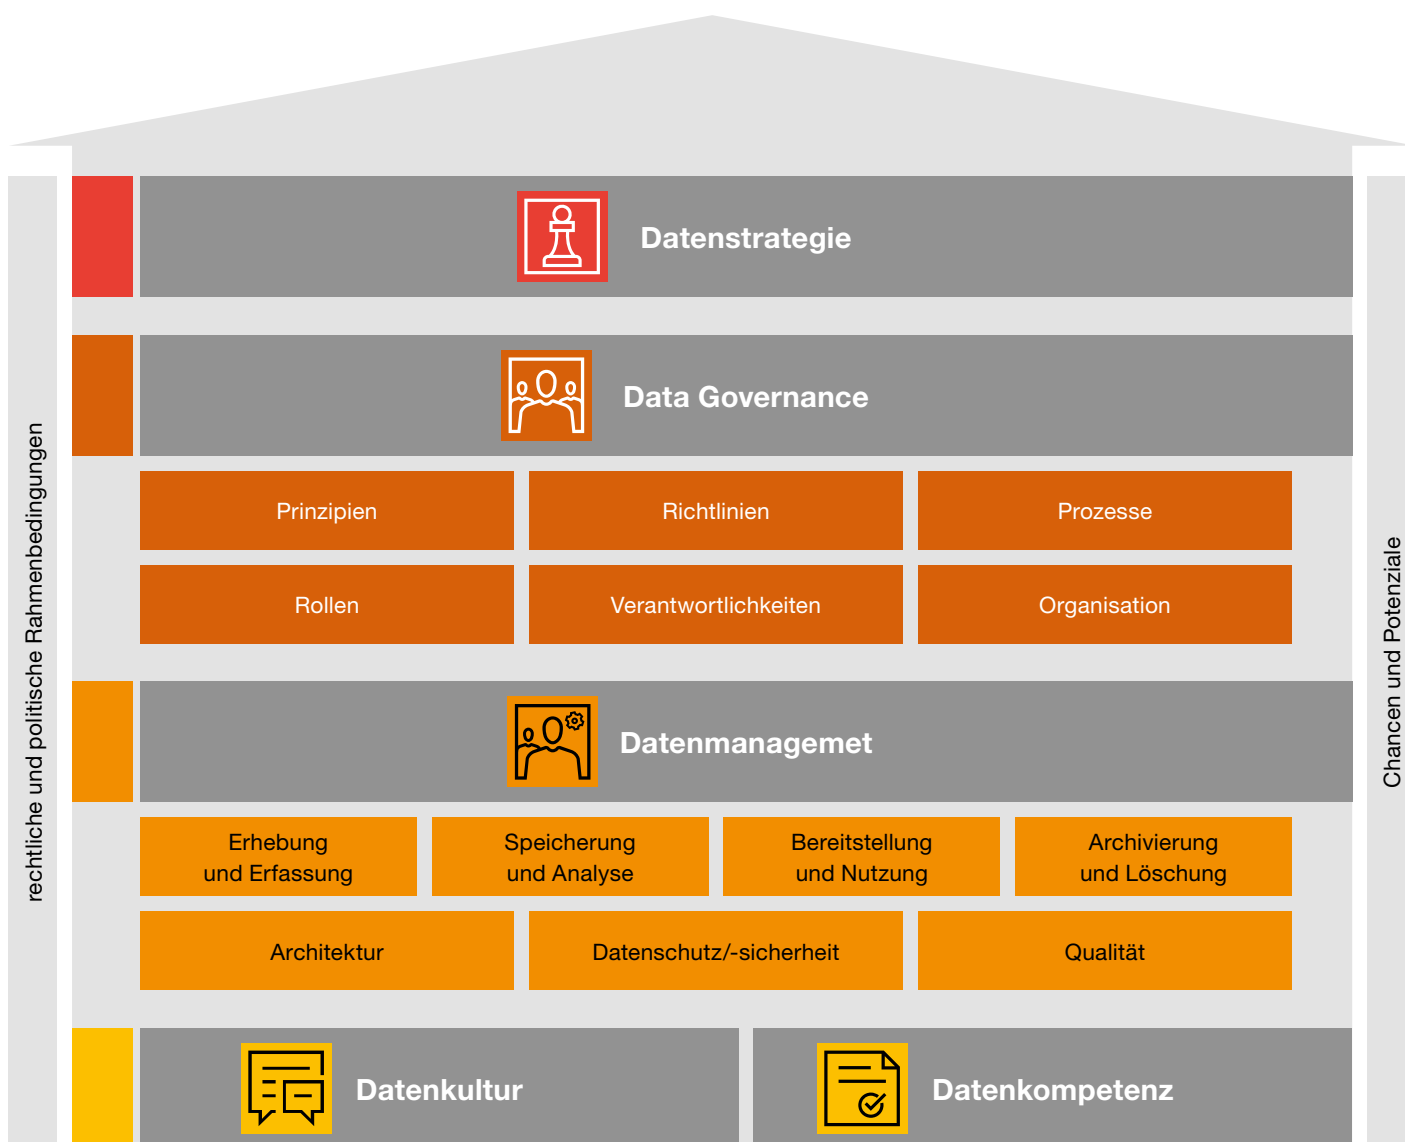 rechtliche und politische Rahmenbedingungen
Datenstrategie
Data Governance
Prinzipien
Richtlinien
Prozesse
Rollen
Verantwortlichkeiten
Organisation
Datenmanagemet
Erhebung
und Erfassung
Speicherung
und Analyse
Bereitstellung
und Nutzung
Archivierung
und Löschung
Architektur
Datenschutz/-sicherheit
Qualität
Datenkultur
Datenkompetenz
Chancen und Potenziale